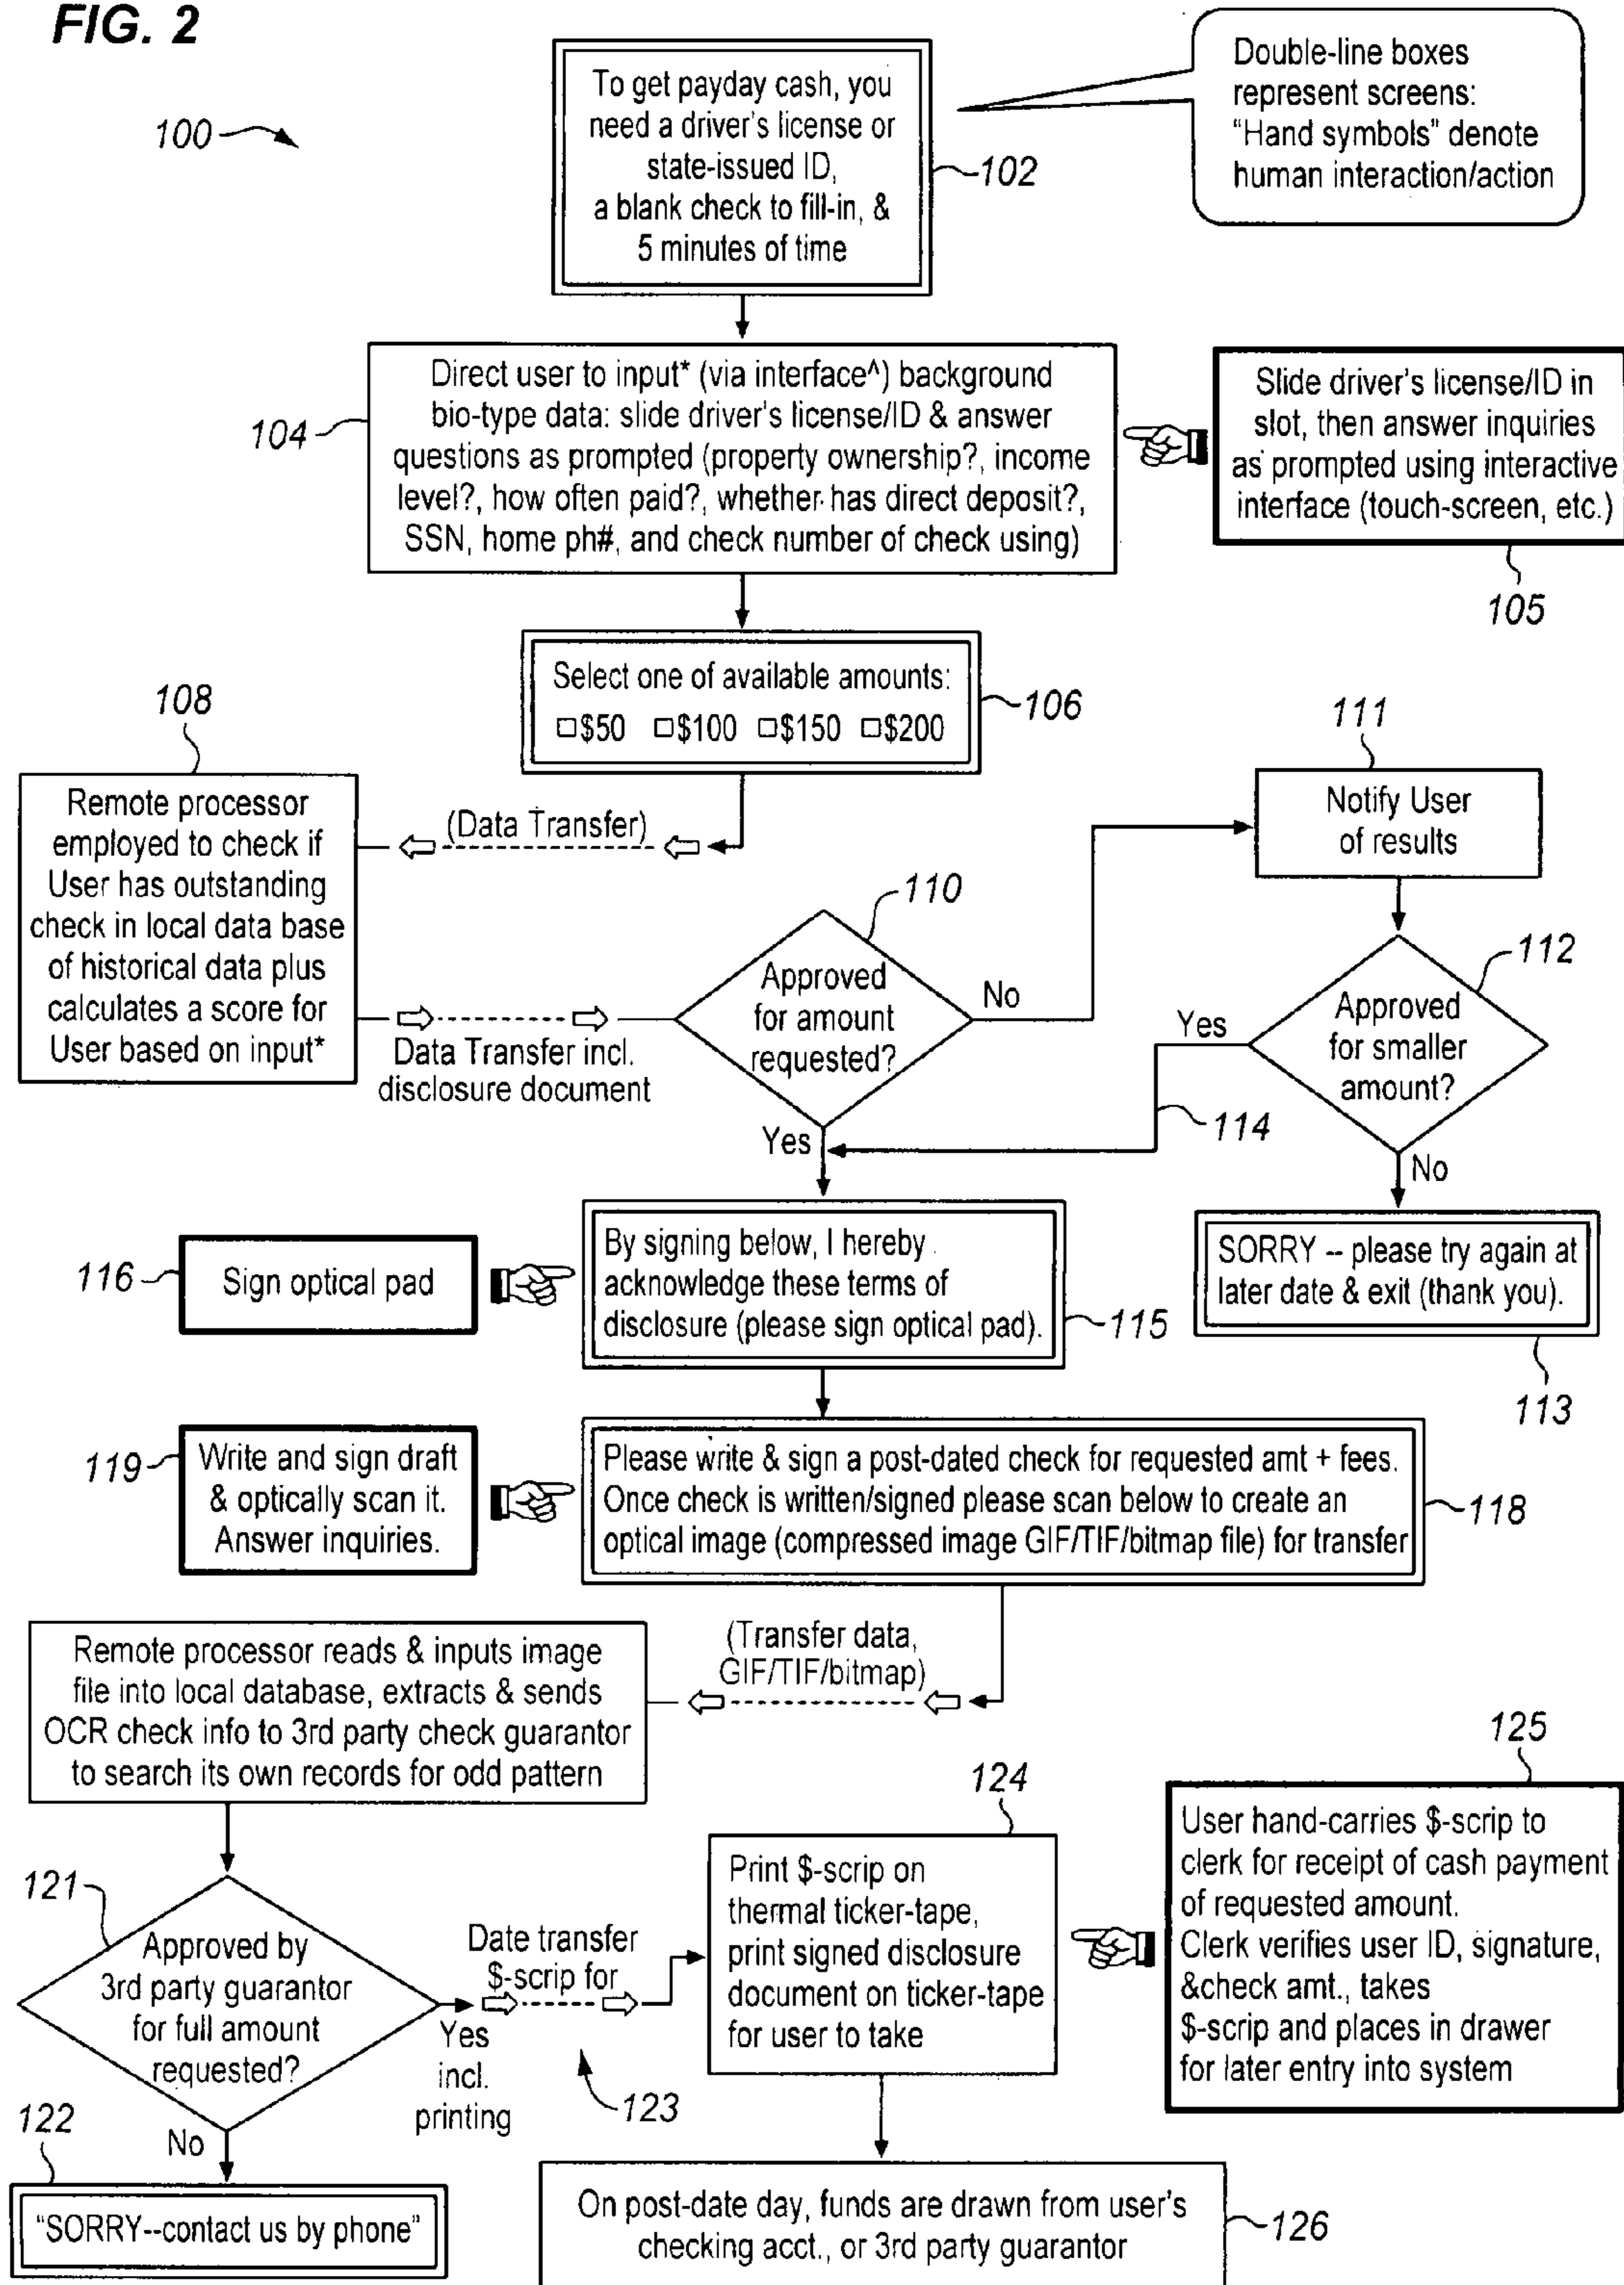 FIG. 2
100
To get payday cash, you
need a driver's license or
state-issued ID,
a blank check to fill-in, &
5 minutes of time
102
Double-line boxes
represent screens:
“Hand symbols” denote
human interaction/action
104
Direct user to input* (via interface^) background
bio-type data: slide driver's license/ID & answer
questions as prompted (property ownership?, income
level?, how often paid?, whether has direct deposit?,
SSN, home ph#, and check number of check using)
Slide driver's license/ID in
slot, then answer inquiries
as prompted using interactive
interface (touch-screen, etc.)
105
Select one of available amounts:
□$50 □$100 □$150 □$200
106
108
Remote processor
employed to check if
User has outstanding
check in local data base
of historical data plus
calculates a score for
User based on input*
(Data Transfer)
Data Transfer incl.
disclosure document
110
Approved
for amount
requested?
No
Yes
111
Notify User
of results
112
Approved
for smaller
amount?
Yes
114
No
SORRY -- please try again at
later date & exit (thank you).
113
116
Sign optical pad
By signing below, I hereby
acknowledge these terms of
disclosure (please sign optical pad).
115
119
Write and sign draft
& optically scan it.
Answer inquiries.
Please write & sign a post-dated check for requested amt + fees.
Once check is written/signed please scan below to create an
optical image (compressed image GIF/TIF/bitmap file) for transfer
118
(Transfer data,
GIF/TIF/bitmap)
Remote processor reads & inputs image
file into local database, extracts & sends
OCR check info to 3rd party check guarantor
to search its own records for odd pattern
121
Approved by
3rd party guarantor
for full amount
requested?
Yes
incl.
printing
Date transfer
$-scrip for
123
No
122
“SORRY--contact us by phone”
124
Print $-scrip on
thermal ticker-tape,
print signed disclosure
document on ticker-tape
for user to take
125
User hand-carries $-scrip to
clerk for receipt of cash payment
of requested amount.
Clerk verifies user ID, signature,
&check amt., takes
$-scrip and places in drawer
for later entry into system
On post-date day, funds are drawn from user's
checking acct., or 3rd party guarantor
126